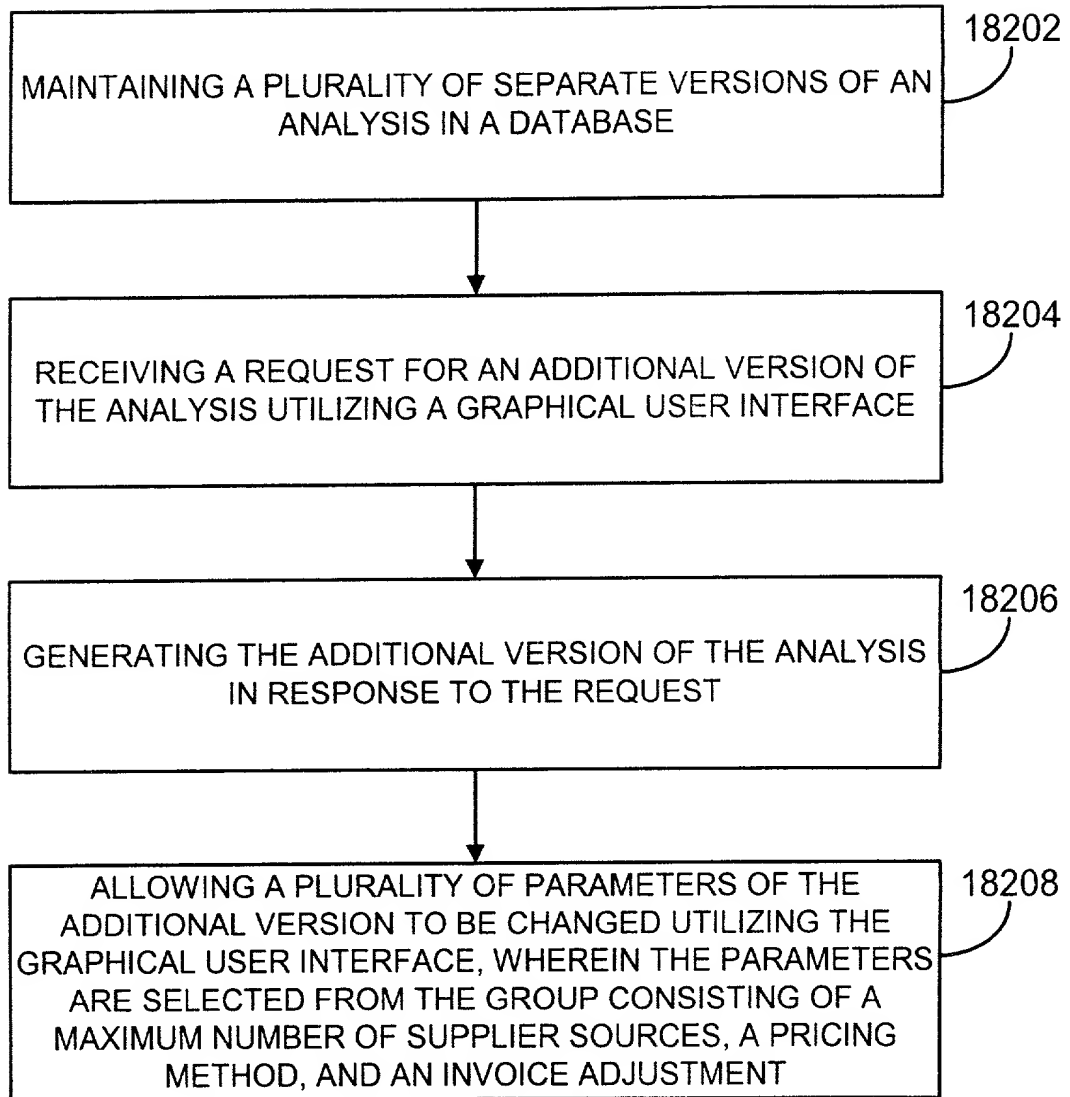 18202
MAINTAINING A PLURALITY OF SEPARATE VERSIONS OF AN
ANALYSIS IN A DATABASE
18204
RECEIVING A REQUEST FOR AN ADDITIONAL VERSION OF
THE ANALYSIS UTILIZING A GRAPHICAL USER INTERFACE
18206
GENERATING THE ADDITIONAL VERSION OF THE ANALYSIS
IN RESPONSE TO THE REQUEST
18208
ALLOWING A PLURALITY OF PARAMETERS OF THE
ADDITIONAL VERSION TO BE CHANGED UTILIZING THE
GRAPHICAL USER INTERFACE, WHEREIN THE PARAMETERS
ARE SELECTED FROM THE GROUP CONSISTING OF A
MAXIMUM NUMBER OF SUPPLIER SOURCES, A PRICING
METHOD, AND AN INVOICE ADJUSTMENT